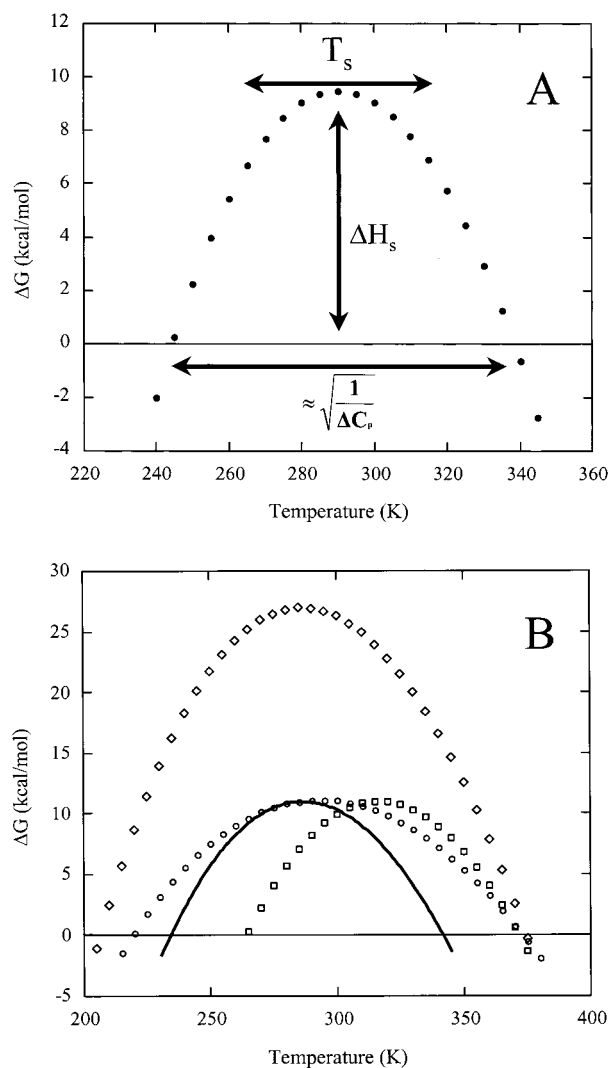 12
10
8
6
4
2
0
-2
-4
ΔG (kcal/mol)
T_s
A
ΔH_s
≈ √(1/ΔC_p)
220 240 260 280 300 320 340 360
Temperature (K)
30
25
20
15
10
5
0
-5
ΔG (kcal/mol)
B
200 250 300 350 400
Temperature (K)